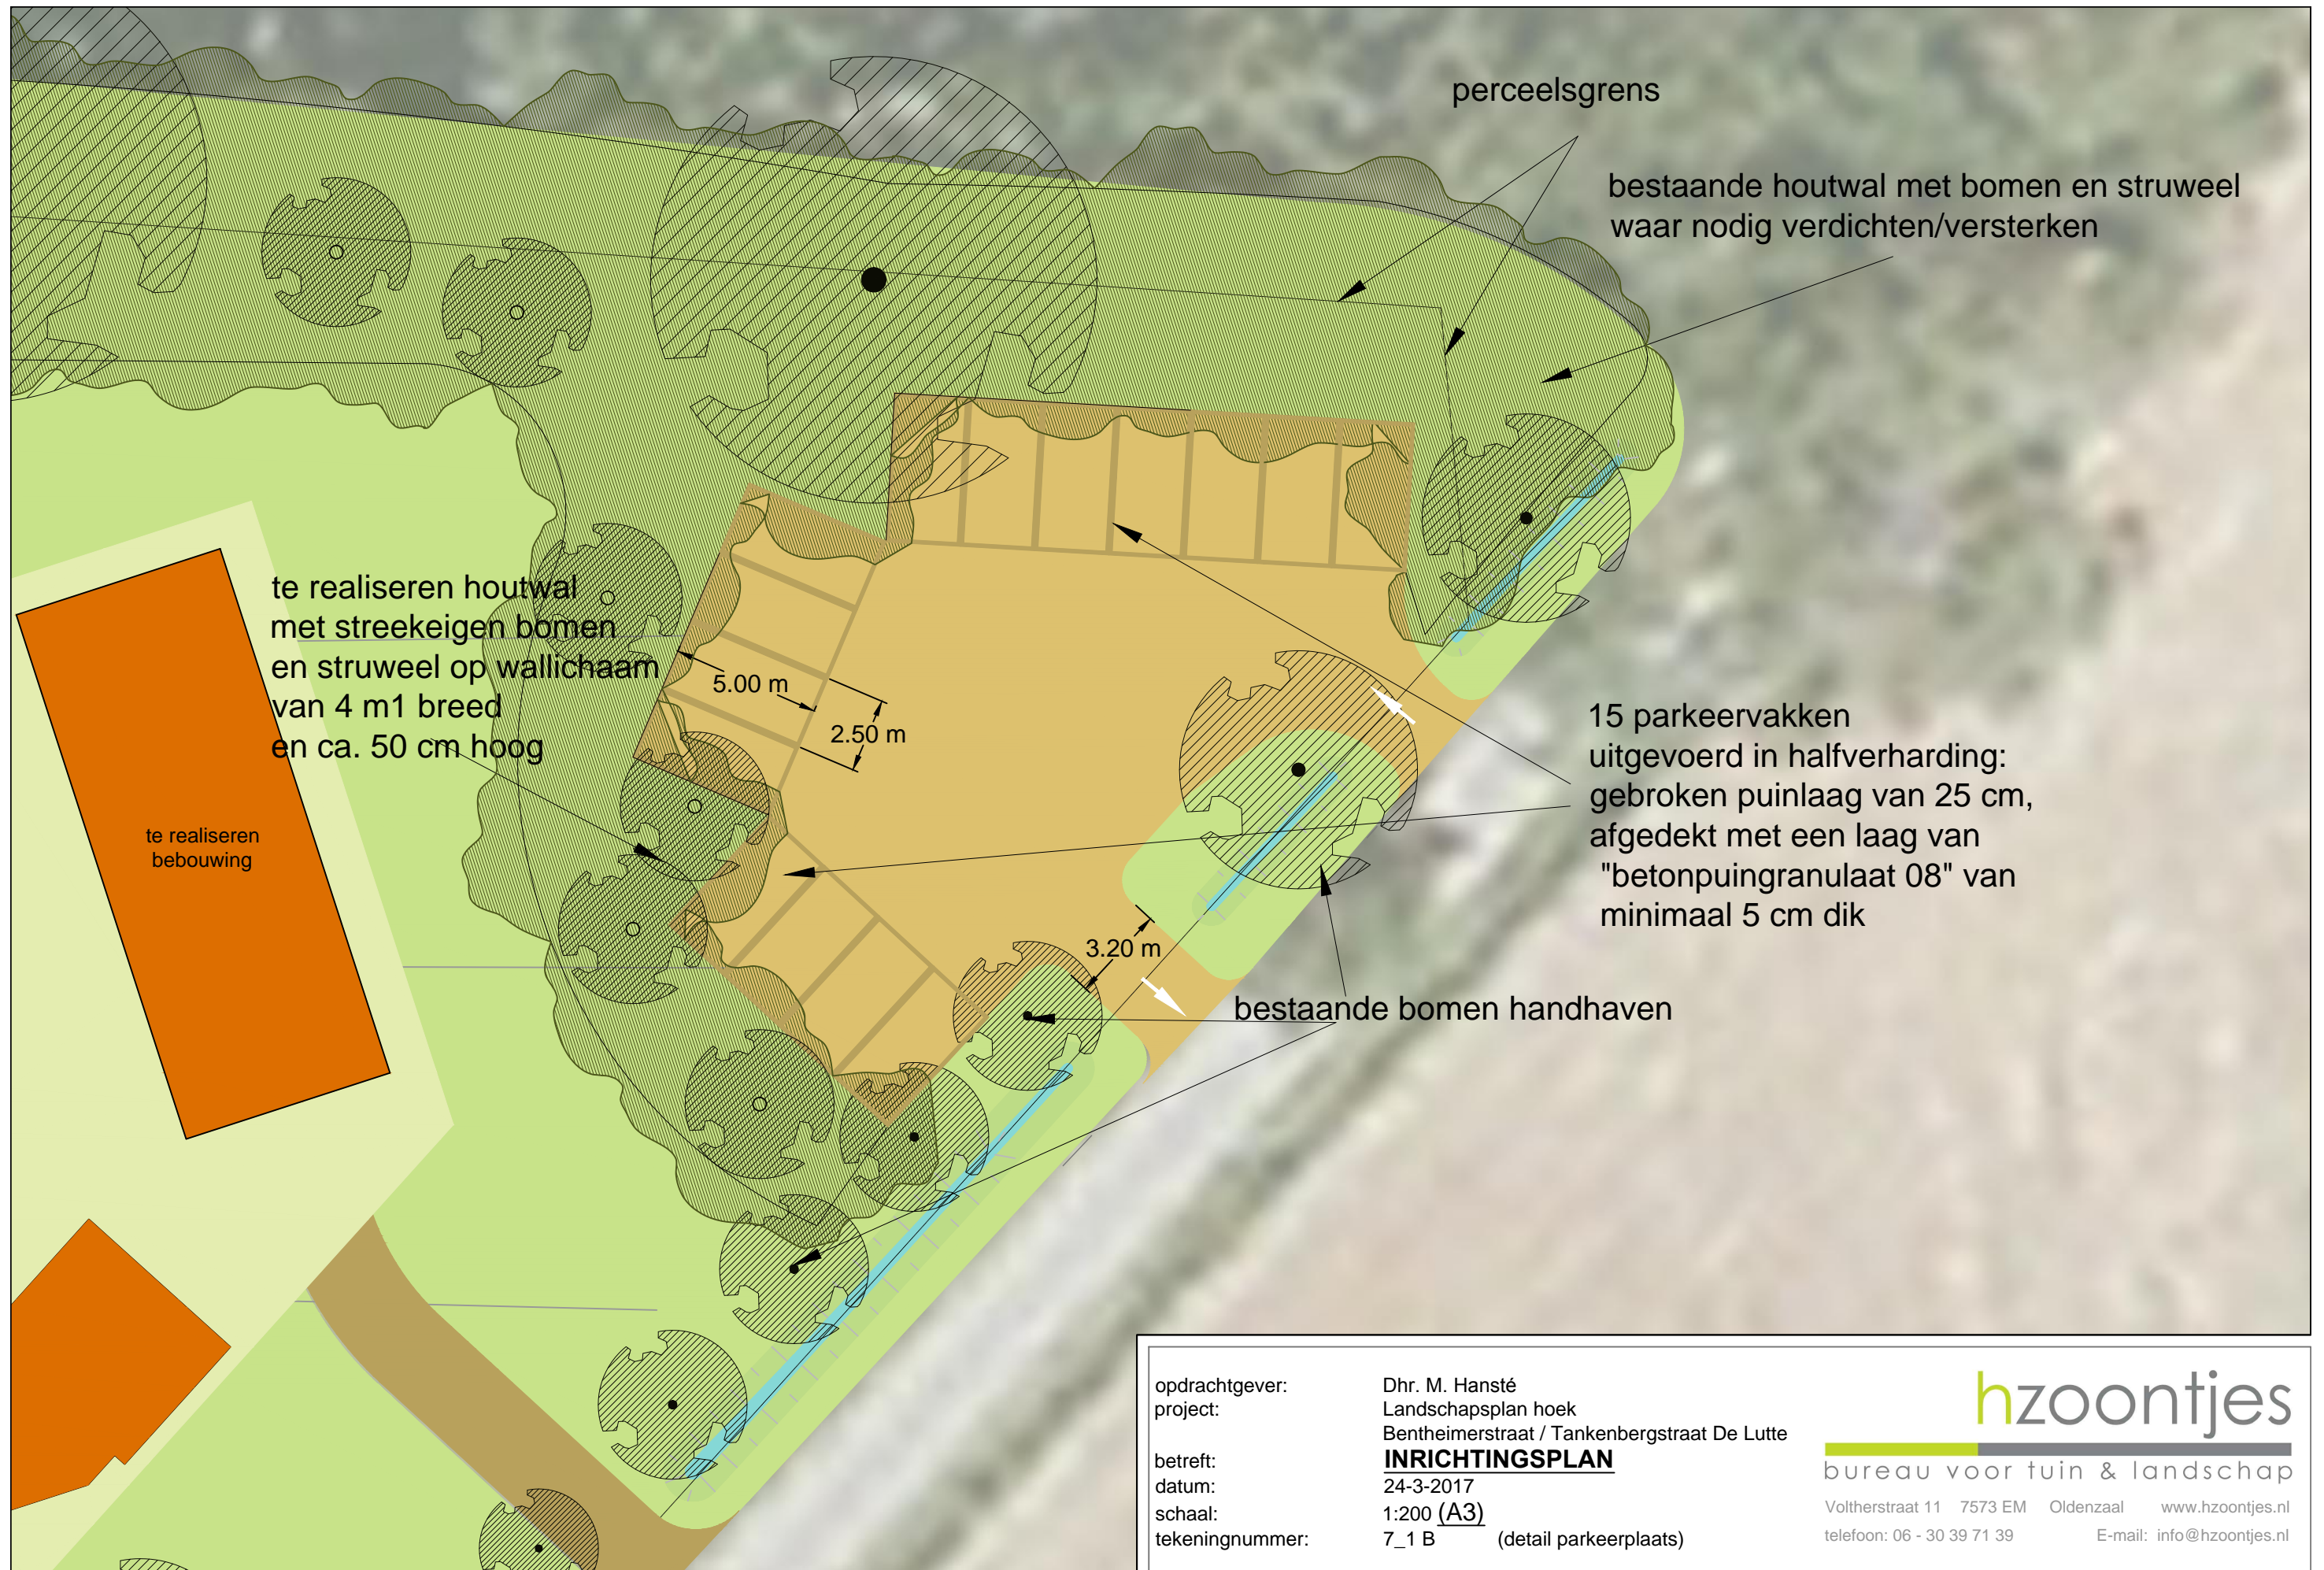 perceelsgrens
bestaande houtwal met bomen en struweel
waar nodig verdichten/versterken
te realiseren houtwal
met streekeigen bomen
en struweel op wallichaam
van 4 m1 breed
en ca. 50 cm hoog
5.00 m
2.50 m
te realiseren
bebouwing
15 parkeervakken
uitgevoerd in halfverharding:
gebroken puinlaag van 25 cm,
afgedekt met een laag van
"betonpuingranulaat 08" van
minimaal 5 cm dik
3.20 m
bestaande bomen handhaven
opdrachtgever: Dhr. M. Hansté
project: Landschapsplan hoek
Bentheimerstraat / Tankenbergstraat De Lutte
betreft: INRICHTINGSPLAN
datum: 24-3-2017
schaal: 1:200 (A3)
tekeningnummer: 7_1 B (detail parkeerplaats)
hzoontjes
bureau voor tuin & landschap
Voltherstraat 11 7573 EM Oldenzaal www.hzoontjes.nl
telefoon: 06 - 30 39 71 39 E-mail: info@hzoontjes.nl